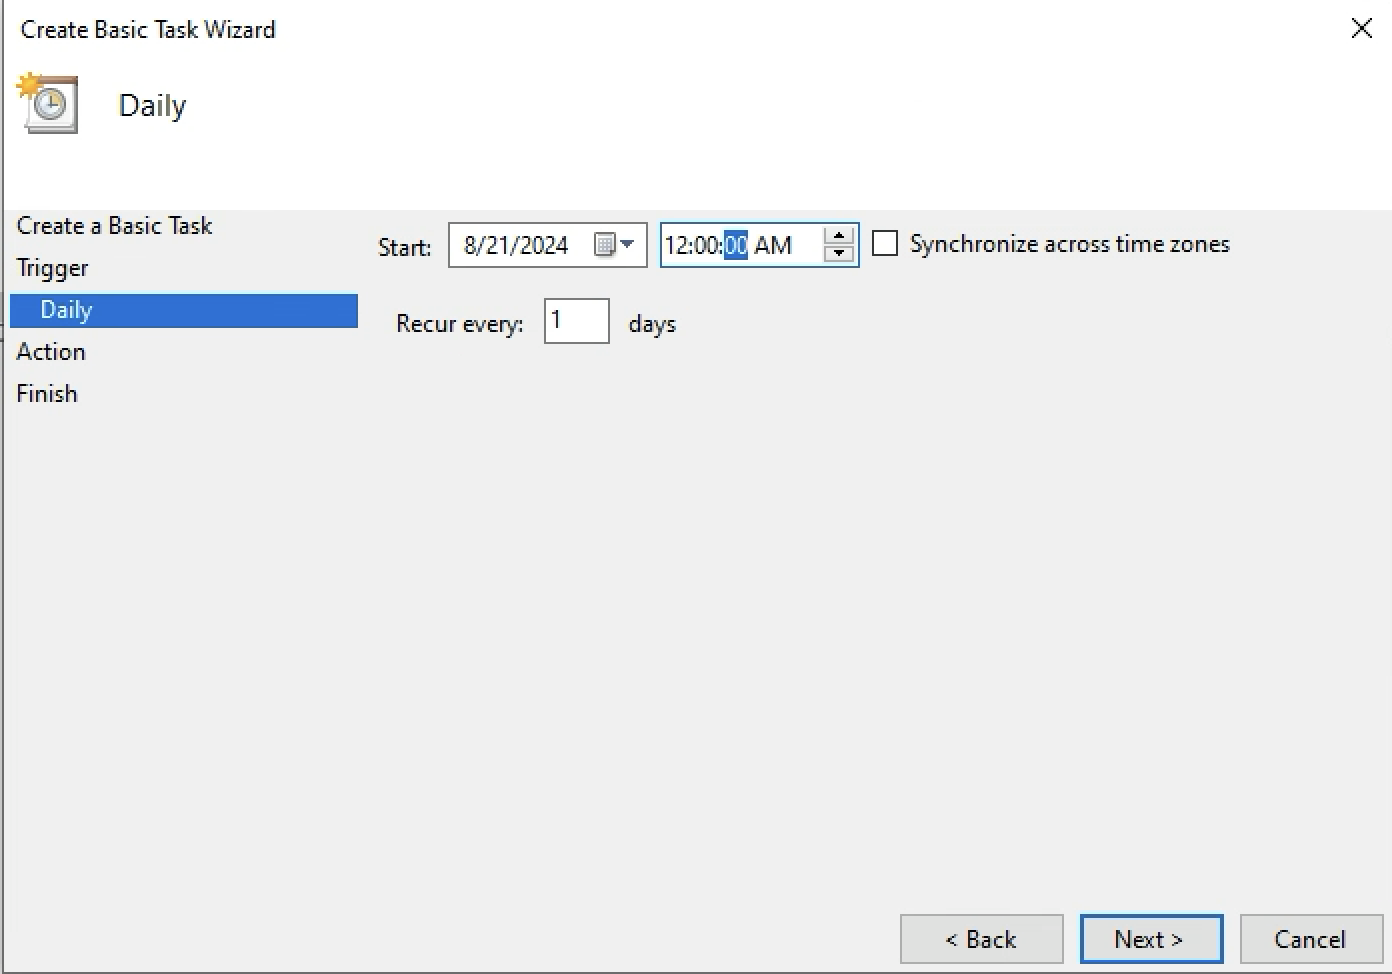 Create Basic Task Wizard
Daily
Create a Basic Task
Trigger
Daily
Action
Finish
Start: 8/21/2024 12:00:00 AM Synchronize across time zones
Recur every: 1 days
< Back Next > Cancel